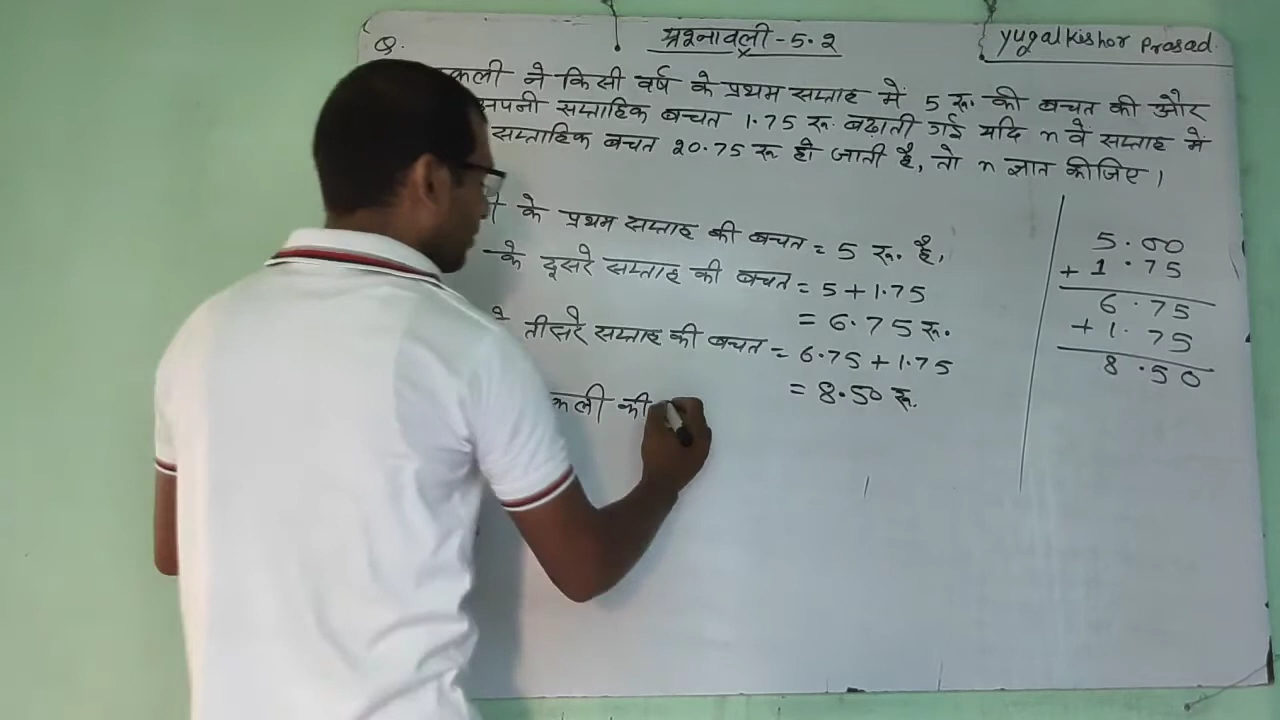 Q.
प्रश्नावली-5.2
Yugalkishor Prasad.
कली ने किसी वर्ष के प्रथम सप्ताह में 5 रू. की बचत की और
अपनी सप्ताहिक बचत 1.75 रू. बढ़ाती गई यदि n वे सप्ताह में
सप्ताहिक बचत 20.75 रू हो जाती है, तो n ज्ञात कीजिए।
के प्रथम सप्ताह की बचत = 5 रू. है,
के दूसरे सप्ताह की बचत = 5+1.75
= 6.75 रू.
तीसरे सप्ताह की बचत = 6.75+1.75
= 8.50 रू.
कली की
5.00
+ 1.75
6.75
+ 1.75
8.50